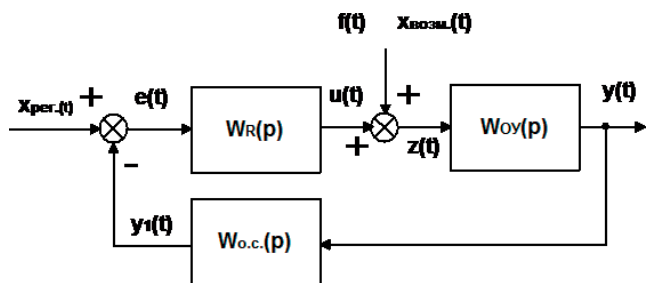 f(t)
xвозм.(t)
xрег.(t)
+
e(t)
WR(p)
u(t)
+
+
z(t)
WОУ(p)
y(t)
−
y1(t)
Wо.с.(p)